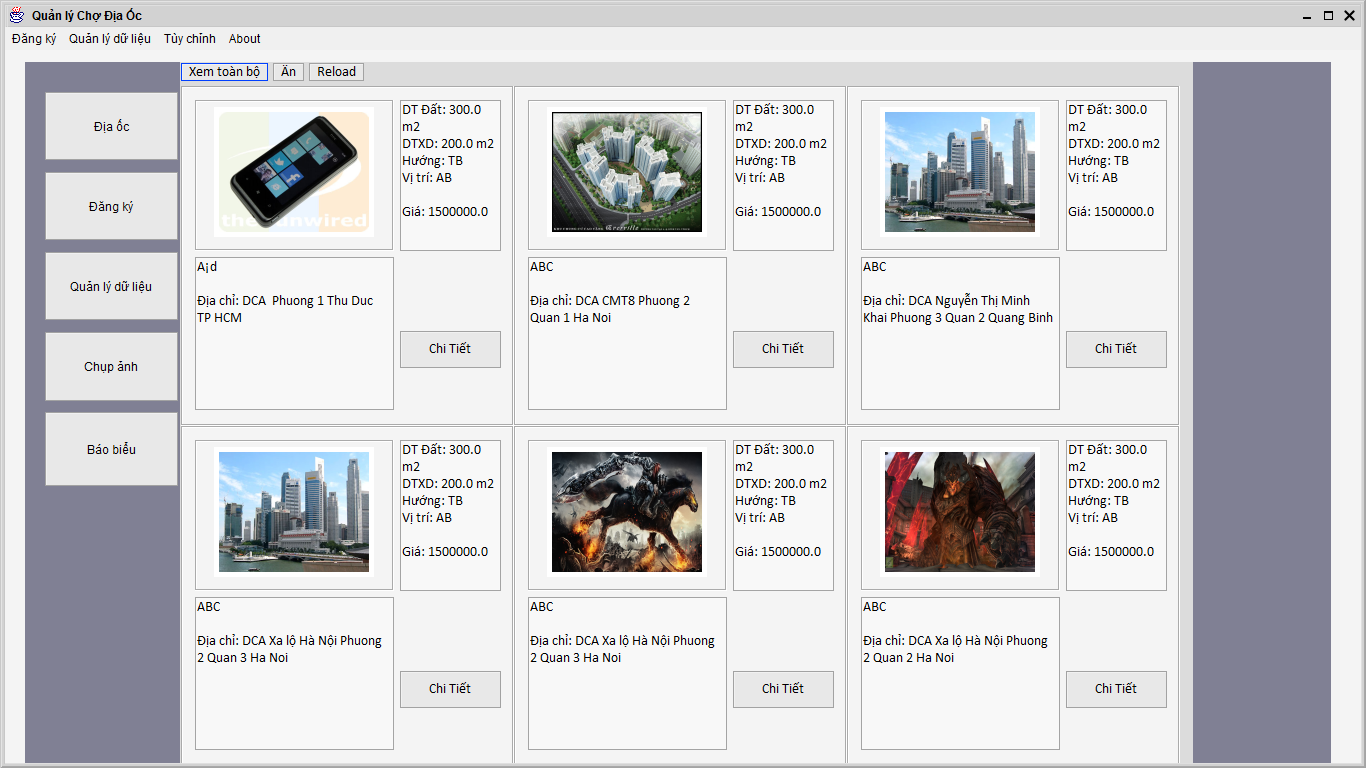 Quản lý Chợ Địa Ốc
Đăng ký Quản lý dữ liệu Tùy chỉnh About
Xem toàn bộ Ẩn Reload
Địa ốc
Đăng ký
Quản lý dữ liệu
Chụp ảnh
Báo biểu
DT Đất: 300.0
m2
DTXD: 200.0 m2
Hướng: TB
Vị trí: AB
Giá: 1500000.0
A¡d
Địa chỉ: DCA  Phuong 1 Thu Duc
TP HCM
Chi Tiết
DT Đất: 300.0
m2
DTXD: 200.0 m2
Hướng: TB
Vị trí: AB
Giá: 1500000.0
ABC
Địa chỉ: DCA CMT8 Phuong 2
Quan 1 Ha Noi
Chi Tiết
DT Đất: 300.0
m2
DTXD: 200.0 m2
Hướng: TB
Vị trí: AB
Giá: 1500000.0
ABC
Địa chỉ: DCA Nguyễn Thị Minh
Khai Phuong 3 Quan 2 Quang Binh
Chi Tiết
DT Đất: 300.0
m2
DTXD: 200.0 m2
Hướng: TB
Vị trí: AB
Giá: 1500000.0
ABC
Địa chỉ: DCA Xa lộ Hà Nội Phuong
2 Quan 3 Ha Noi
Chi Tiết
DT Đất: 300.0
m2
DTXD: 200.0 m2
Hướng: TB
Vị trí: AB
Giá: 1500000.0
ABC
Địa chỉ: DCA Xa lộ Hà Nội Phuong
2 Quan 3 Ha Noi
Chi Tiết
DT Đất: 300.0
m2
DTXD: 200.0 m2
Hướng: TB
Vị trí: AB
Giá: 1500000.0
ABC
Địa chỉ: DCA Xa lộ Hà Nội Phuong
2 Quan 2 Ha Noi
Chi Tiết